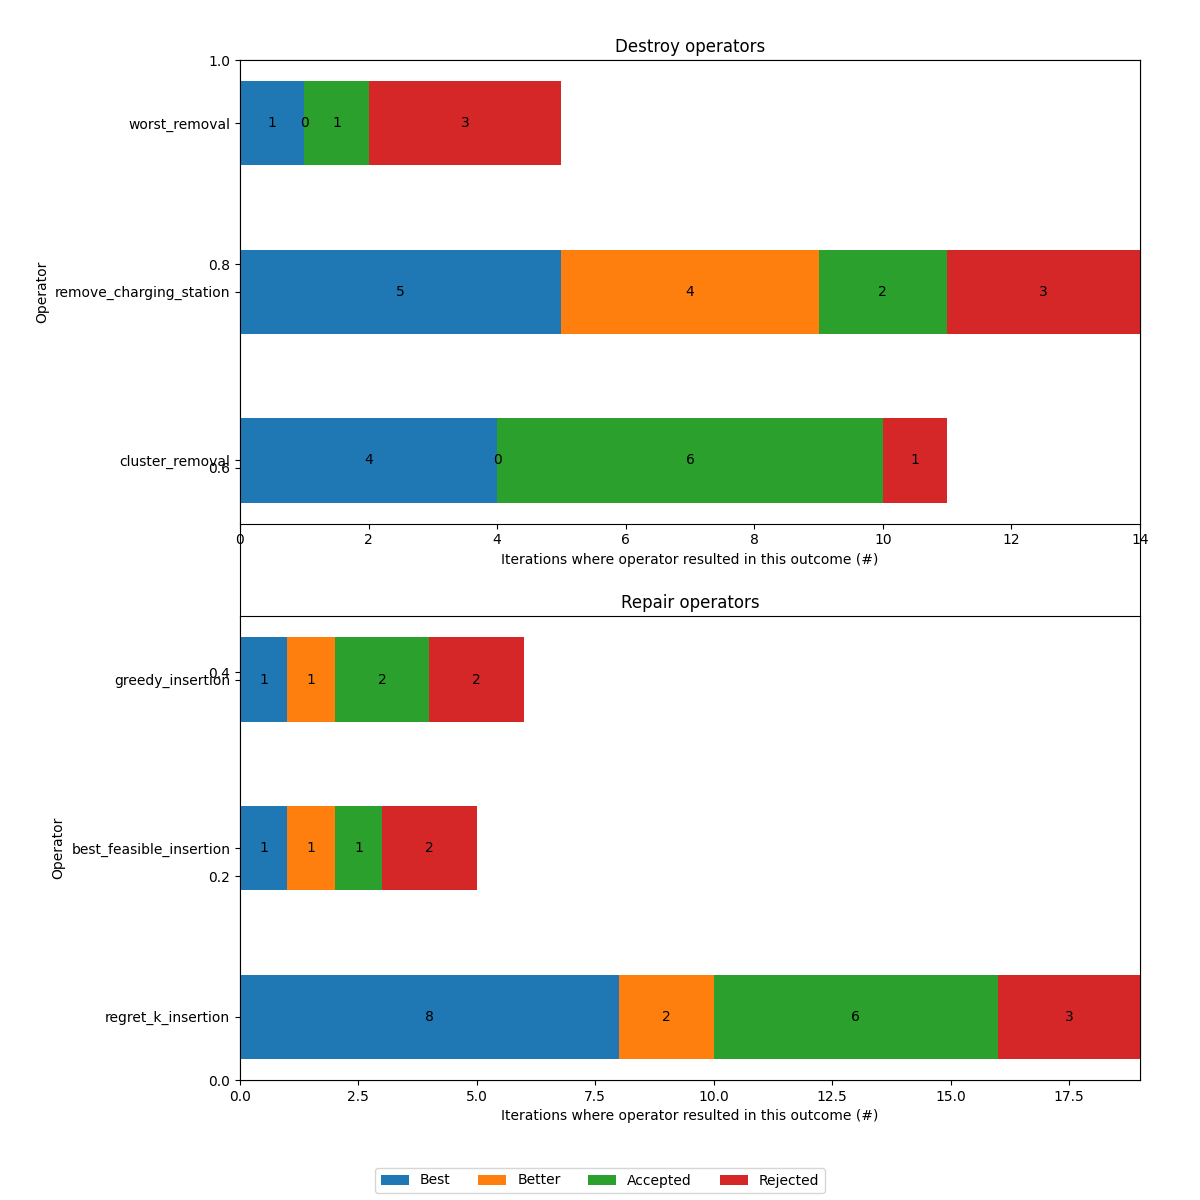 Destroy operators
1.0
worst_removal
1 0 1 3
0.8
Operator
remove_charging_station
5 4 2 3
cluster_removal
4 0 6 1
0.6
0 2 4 6 8 10 12 14
Iterations where operator resulted in this outcome (#)
Repair operators
0.4
greedy_insertion
1 1 2 2
Operator
best_feasible_insertion
1 1 1 2
0.2
regret_k_insertion
8 2 6 3
0.0
0.0 2.5 5.0 7.5 10.0 12.5 15.0 17.5
Iterations where operator resulted in this outcome (#)
Best Better Accepted Rejected